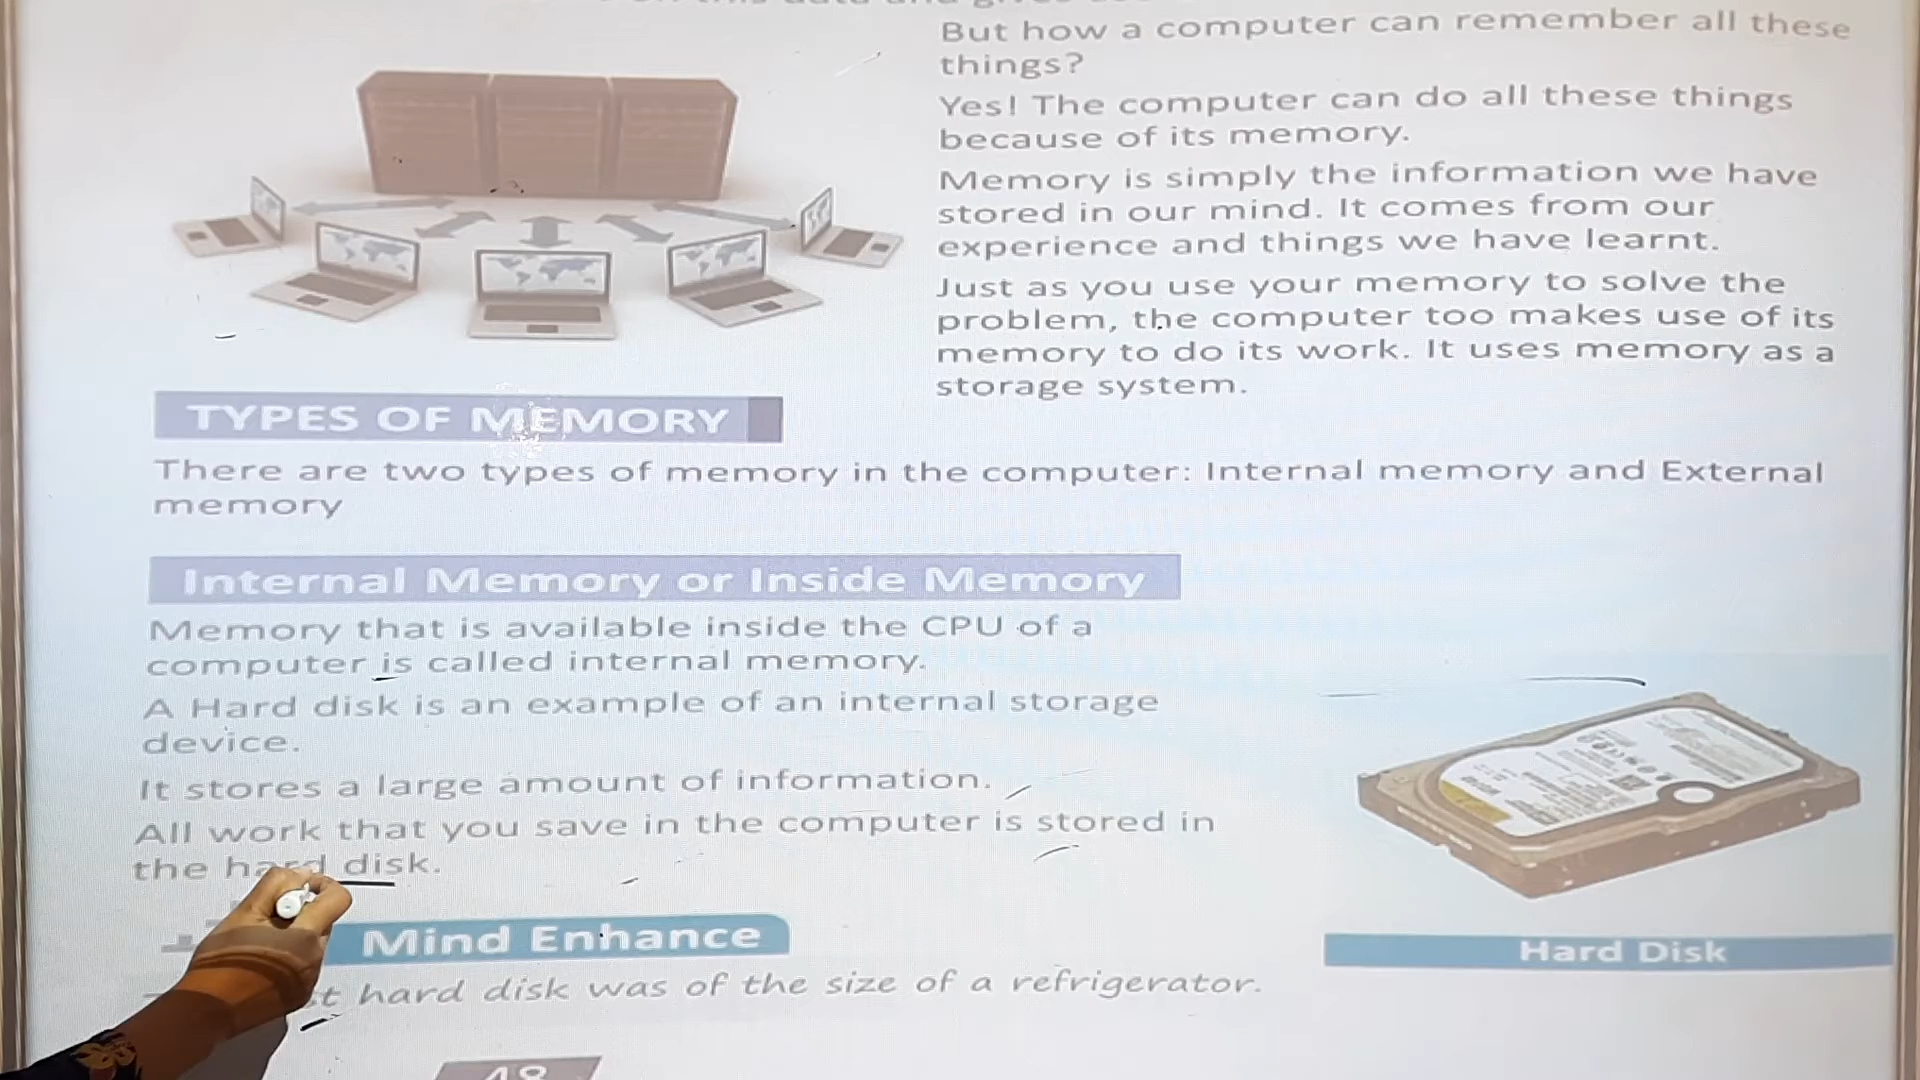 But how a computer can remember all these
things?
Yes! The computer can do all these things
because of its memory.
Memory is simply the information we have
stored in our mind. It comes from our
experience and things we have learnt.
Just as you use your memory to solve the
problem, the computer too makes use of its
memory to do its work. It uses memory as a
storage system.
TYPES OF MEMORY
There are two types of memory in the computer: Internal memory and External
memory
Internal Memory or Inside Memory
Memory that is available inside the CPU of a
computer is called internal memory.
A Hard disk is an example of an internal storage
device.
It stores a large amount of information.
All work that you save in the computer is stored in
the hard disk.
Hard Disk
Mind Enhance
hard disk was of the size of a refrigerator.
48